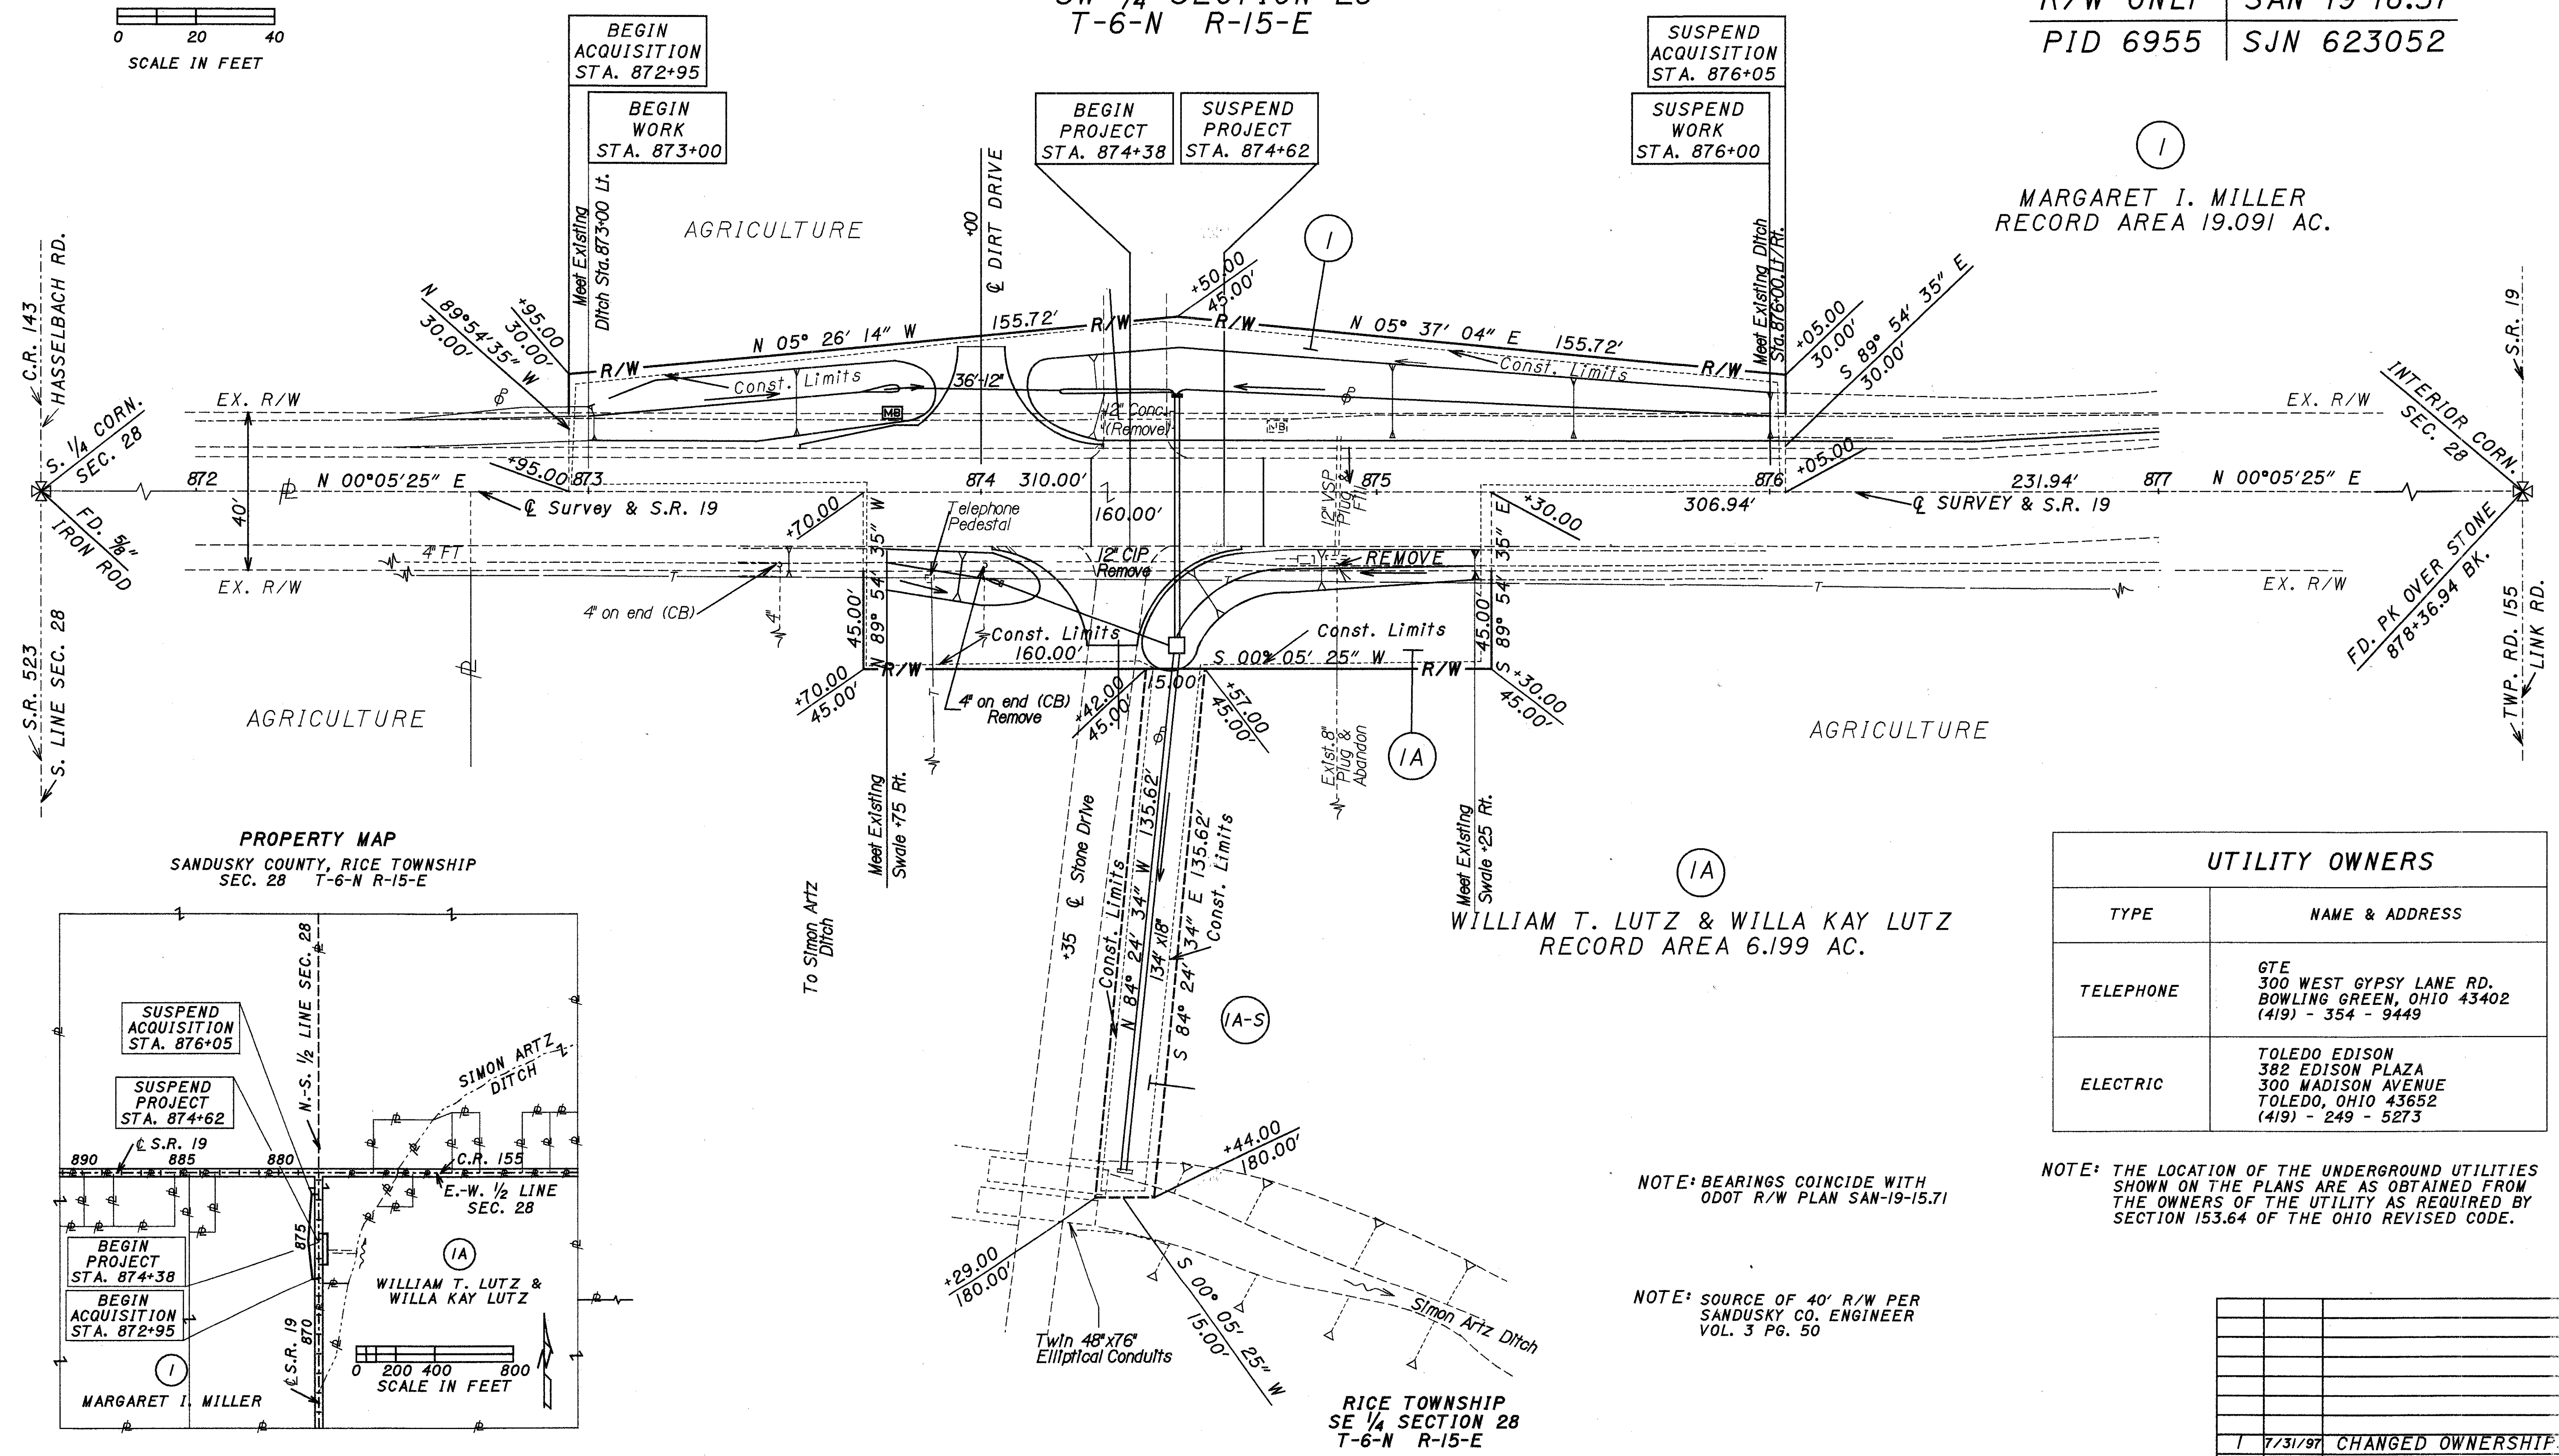 0 20 40
SCALE IN FEET
T-6-N R-15-E
PID 6955 SJN 623052
BEGIN
ACQUISITION
STA. 872+95
BEGIN
WORK
STA. 873+00
BEGIN
PROJECT
STA. 874+38
SUSPEND
PROJECT
STA. 874+62
SUSPEND
ACQUISITION
STA. 876+05
SUSPEND
WORK
STA. 876+00
1
MARGARET I. MILLER
RECORD AREA 19.091 AC.
AGRICULTURE
Meet Existing
Ditch Sta.873+00 Lt.
+00
℄ DIRT DRIVE
1
Meet Existing Ditch
Sta.876+00.Lt/Rt.
C.R. 143
HASSELBACH RD.
S.R. 19
N 89°54'35" W
30.00'
+95.00
30.00'
+50.00
45.00'
+05.00
30.00'
S 89° 54' 35" E
30.00'
R/W
N 05° 26' 14" W 155.72'
R/W
R/W
N 05° 37' 04" E 155.72'
R/W
Const. Limits
36'-12"
Const. Limits
EX. R/W
MB
12" Conc.
(Remove)
MB
EX. R/W
S. 1/4 CORN.
SEC. 28
INTERIOR CORN.
SEC. 28
40'
872
N 00°05'25" E
+95.00
873
874
310.00'
875
876
+05.00
231.94'
877
N 00°05'25" E
℄ Survey & S.R. 19
306.94'
℄ SURVEY & S.R. 19
FD. 5/8"
IRON ROD
+70.00
Telephone
Pedestal
160.00'
12" VSP
Plug &
Fill
+30.00
4" FT
12" CIP
Remove
REMOVE
EX. R/W
EX. R/W
T
T
T
T
4" on end (CB)
4"
45.00'
N 89° 54' 35" W
45.00'
S 89° 54' 35" E
Const. Limits
160.00'
Const. Limits
S 00° 05' 25" W
R/W
R/W
15.00'
+70.00
45.00'
4" on end (CB)
Remove
+42.00
45.00'
+57.00
45.00'
+30.00
45.00'
FD. PK OVER STONE
878+36.94 BK.
S.R. 523
S. LINE SEC. 28
TWP. RD. 155
LINK RD.
AGRICULTURE
AGRICULTURE
Exist.8"
Plug &
Abandon
1A
Meet Existing
Swale +75 Rt.
Meet Existing
Swale +25 Rt.
To Simon Artz
Ditch
+35 ℄ Stone Drive
Const. Limits
N 84° 24' 34" W 135.62'
134'x18"
S 84° 24' 34" E 135.62'
Const. Limits
1A
WILLIAM T. LUTZ & WILLA KAY LUTZ
RECORD AREA 6.199 AC.
1A-S
+44.00
180.00'
+29.00
180.00'
S 00° 05' 25" W
15.00'
Twin 48"x76"
Elliptical Conduits
Simon Artz Ditch
RICE TOWNSHIP
SE 1/4 SECTION 28
T-6-N R-15-E
PROPERTY MAP
SANDUSKY COUNTY, RICE TOWNSHIP
SEC. 28 T-6-N R-15-E
N.-S. 1/2 LINE SEC. 28
SUSPEND
ACQUISITION
STA. 876+05
SUSPEND
PROJECT
STA. 874+62
SIMON ARTZ
DITCH
℄ S.R. 19
890 885 880
C.R. 155
E.-W. 1/2 LINE
SEC. 28
875
BEGIN
PROJECT
STA. 874+38
BEGIN
ACQUISITION
STA. 872+95
1A
WILLIAM T. LUTZ &
WILLA KAY LUTZ
℄ S.R. 19
870
1
MARGARET I. MILLER
0 200 400 800
SCALE IN FEET
UTILITY OWNERS
TYPE NAME & ADDRESS
TELEPHONE
GTE
300 WEST GYPSY LANE RD.
BOWLING GREEN, OHIO 43402
(419) - 354 - 9449
ELECTRIC
TOLEDO EDISON
382 EDISON PLAZA
300 MADISON AVENUE
TOLEDO, OHIO 43652
(419) - 249 - 5273
NOTE: BEARINGS COINCIDE WITH
ODOT R/W PLAN SAN-19-15.71
NOTE: THE LOCATION OF THE UNDERGROUND UTILITIES
SHOWN ON THE PLANS ARE AS OBTAINED FROM
THE OWNERS OF THE UTILITY AS REQUIRED BY
SECTION 153.64 OF THE OHIO REVISED CODE.
NOTE: SOURCE OF 40' R/W PER
SANDUSKY CO. ENGINEER
VOL. 3 PG. 50
1 7/31/97 CHANGED OWNERSHIP